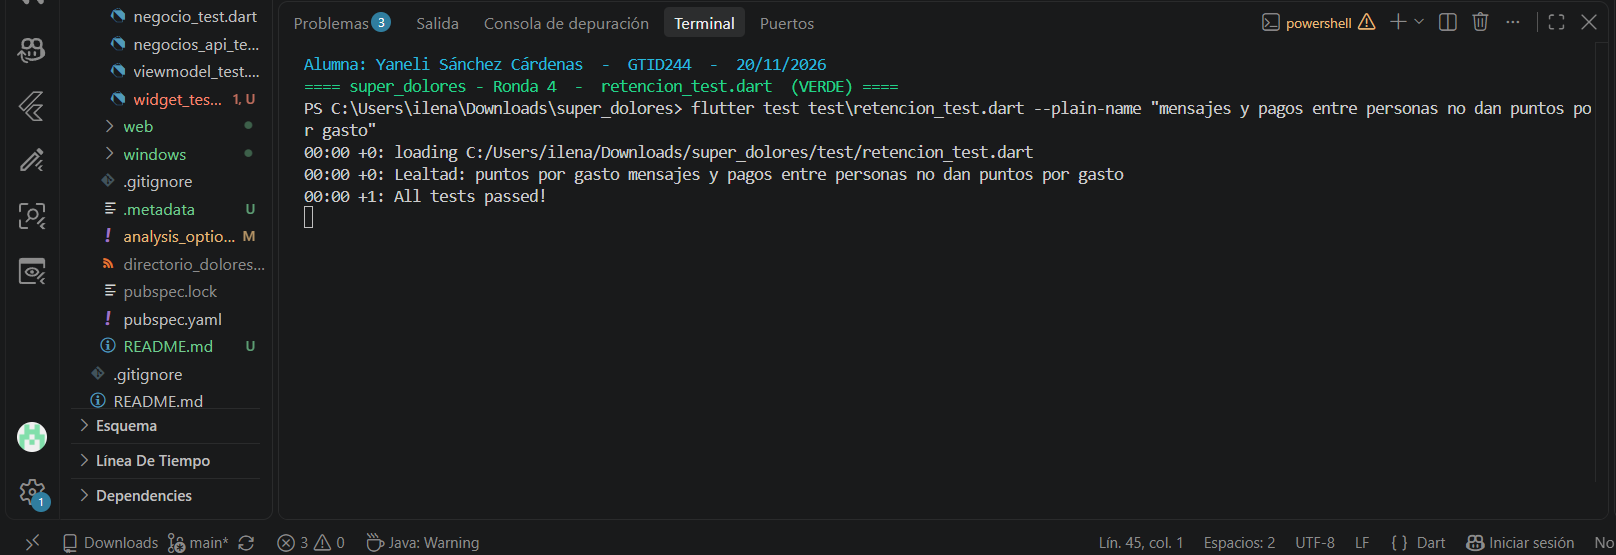 negocio_test.dart
negocios_api_te...
viewmodel_test....
widget_tes... 1, U
web
windows
.gitignore
.metadata U
analysis_optio... M
directorio_dolores...
pubspec.lock
pubspec.yaml
README.md U
.gitignore
README.md
Esquema
Línea De Tiempo
Dependencies
1
Problemas 3 Salida Consola de depuración Terminal Puertos
powershell
Alumna: Yaneli Sánchez Cárdenas - GTID244 - 20/11/2026
==== super_dolores - Ronda 4 - retencion_test.dart (VERDE) ====
PS C:\Users\ilena\Downloads\super_dolores> flutter test test\retencion_test.dart --plain-name "mensajes y pagos entre personas no dan puntos po
r gasto"
00:00 +0: loading C:/Users/ilena/Downloads/super_dolores/test/retencion_test.dart
00:00 +0: Lealtad: puntos por gasto mensajes y pagos entre personas no dan puntos por gasto
00:00 +1: All tests passed!
Downloads main* 3 0 Java: Warning Lín. 45, col. 1 Espacios: 2 UTF-8 LF { } Dart Iniciar sesión No